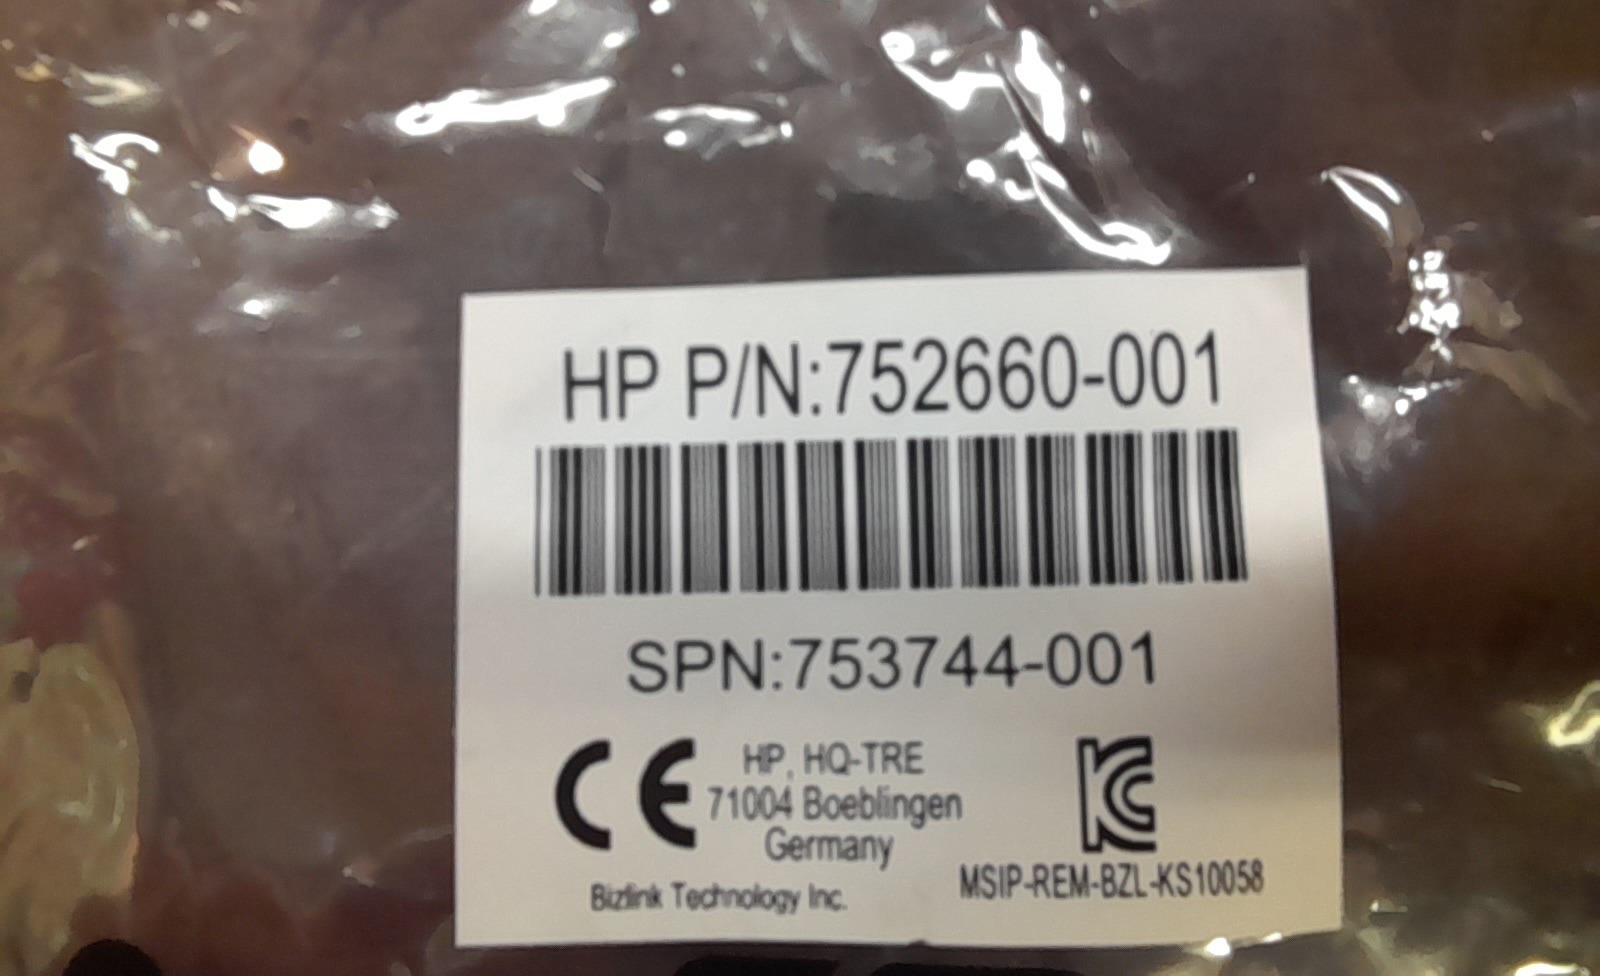 HP P/N:752660-001
SPN:753744-001
CE
HP, HQ-TRE
71004 Boeblingen
Germany
Bizlink Technology Inc.
KC
MSIP-REM-BZL-KS10058